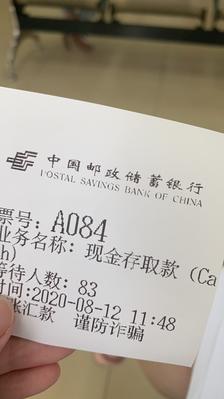 中国邮政储蓄银行
POSTAL SAVINGS BANK OF CHINA
票号: A084
业务名称: 现金存取款 (Ca
h)
等待人数: 83
时间:2020-08-12 11:48
账汇款 谨防诈骗